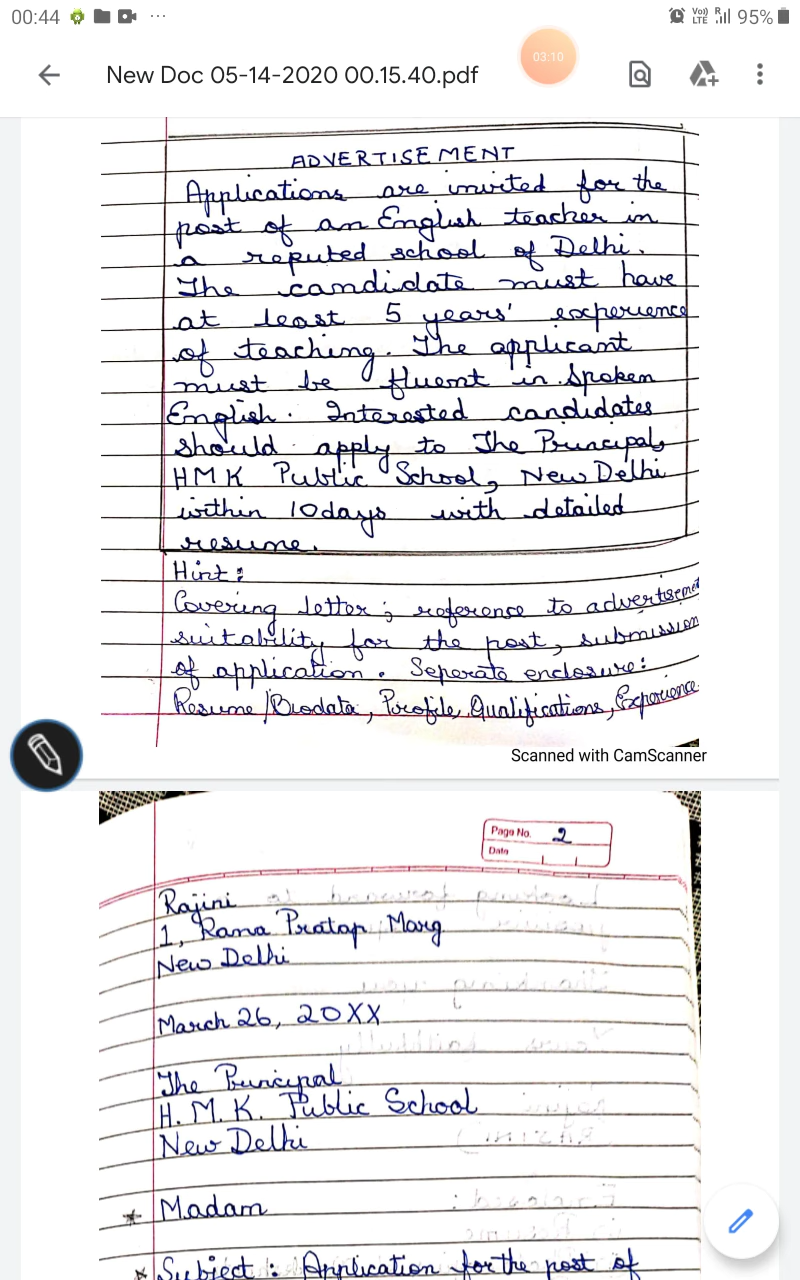 00:44 ... Vo)) LTE R 95%
03:10
New Doc 05-14-2020 00.15.40.pdf
ADVERTISEMENT
Applications are invited for the
post of an English teacher in
a reputed school of Delhi.
The candidate must have
at least 5 years' experience
of teaching. The applicant
must be fluent in spoken
English. Interested candidates
should apply to The Principal,
HMK Public School, New Delhi
within 10days with detailed
resume.
Hint:
Covering letter; reference to advertisement
suitability for the post, submission
of application. Seperate enclosure:
Resume/Biodata, Profile, Qualifications, Experience
Scanned with CamScanner
Page No. 2
Date
Rajini
1, Rana Pratap Marg
New Delhi
March 26, 20XX
The Principal
H.M.K. Public School
New Delhi
* Madam
* Subject: Application for the post of